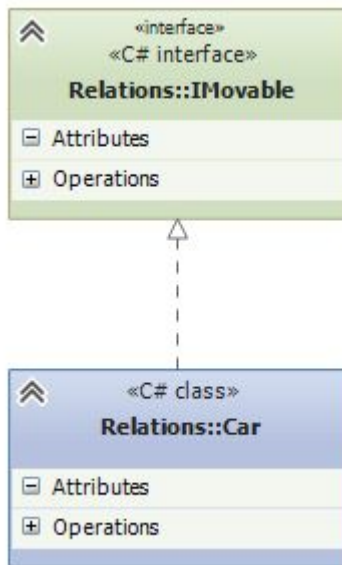 «interface»
«C# interface»
Relations::IMovable
Attributes
Operations
«C# class»
Relations::Car
Attributes
Operations